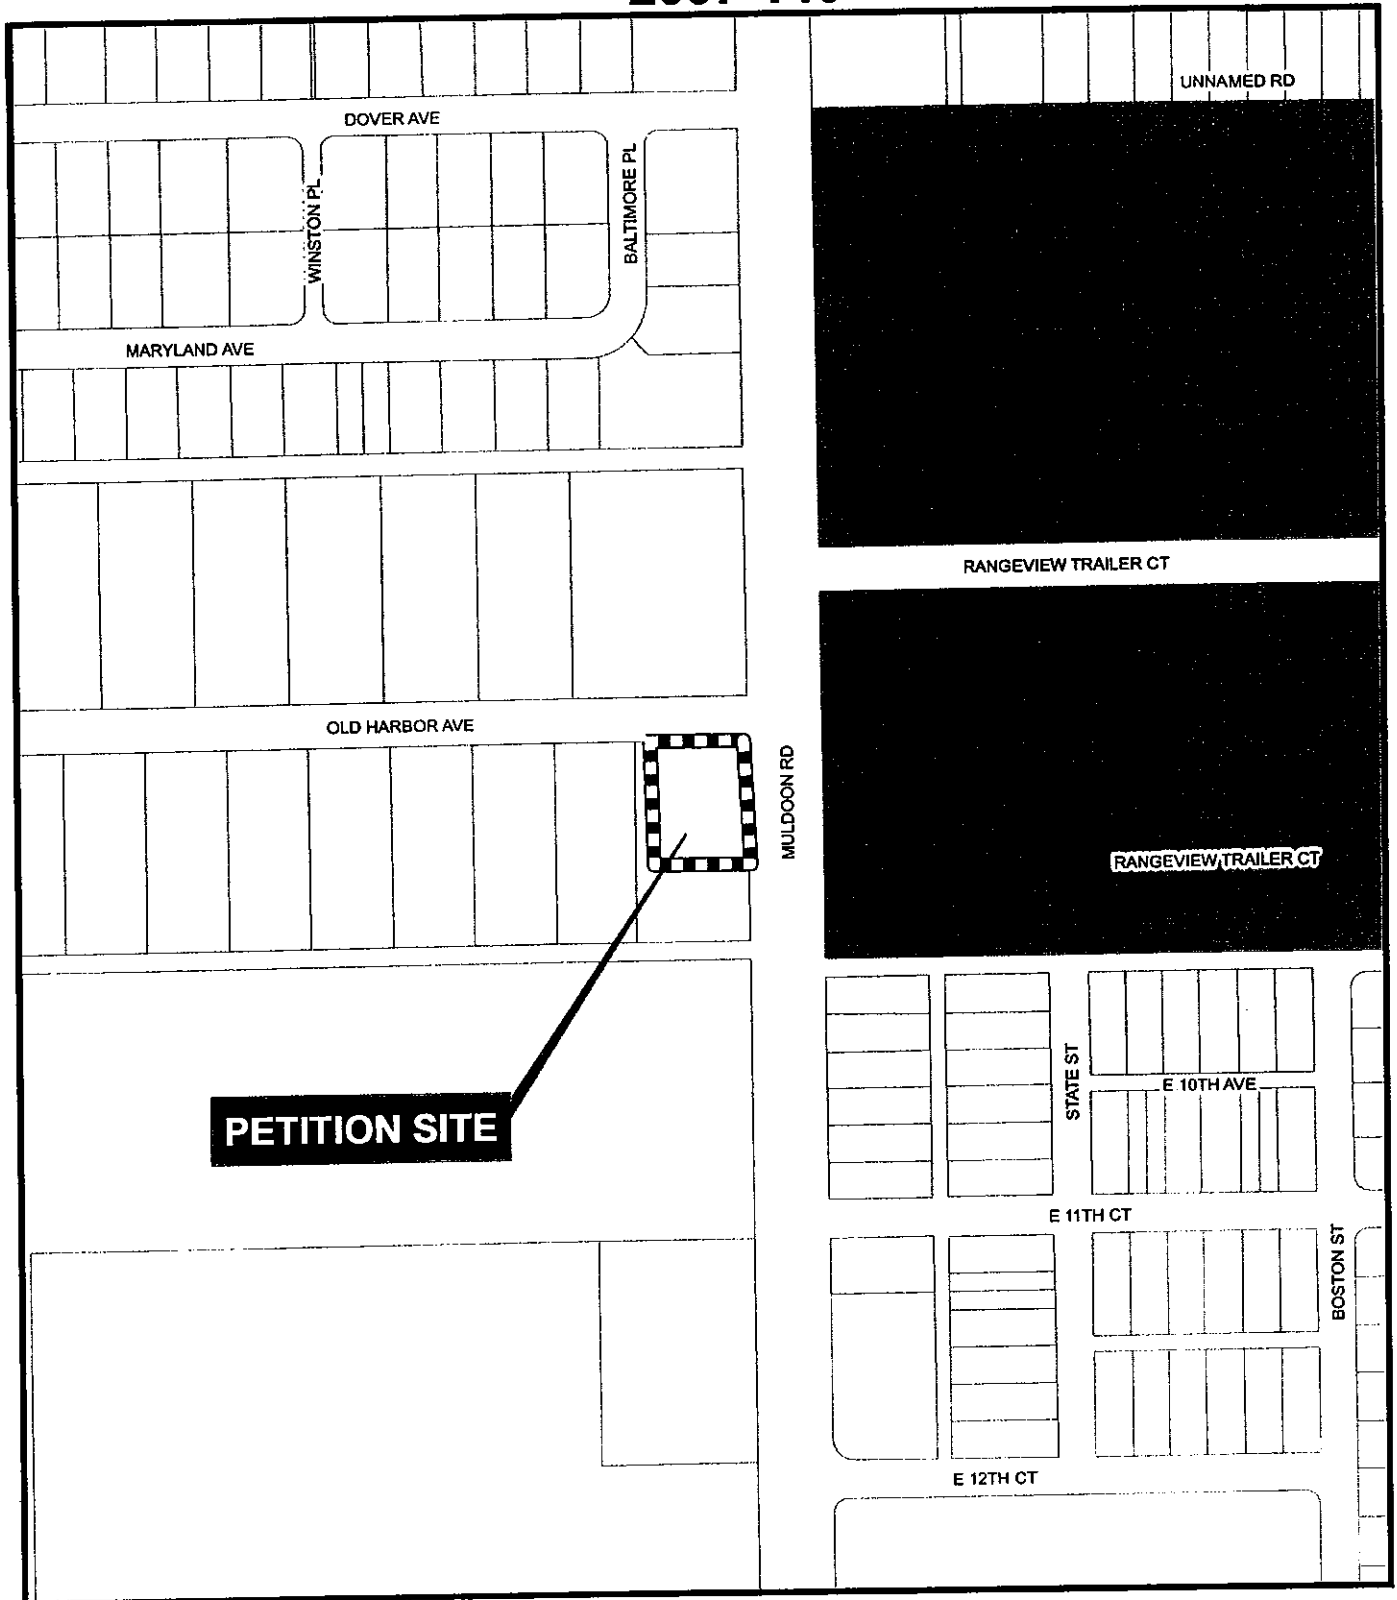 UNNAMED RD
DOVER AVE
WINSTON PL
BALTIMORE PL
MARYLAND AVE
RANGEVIEW TRAILER CT
OLD HARBOR AVE
MULDOON RD
RANGEVIEW TRAILER CT
STATE ST
E 10TH AVE
PETITION SITE
E 11TH CT
BOSTON ST
E 12TH CT